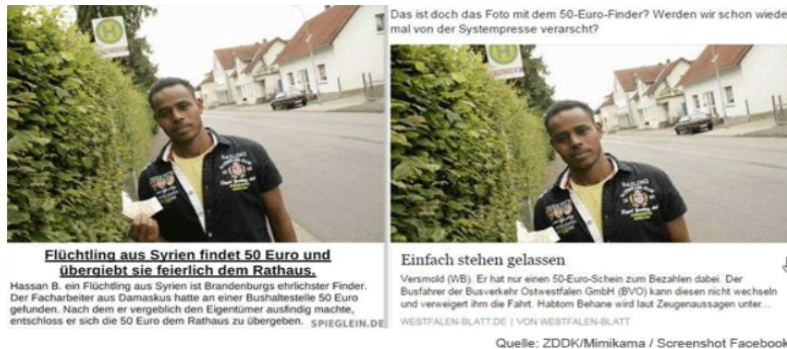 Das ist doch das Foto mit dem 50-Euro-Finder? Werden wir schon wiede
mal von der Systempresse verarscht?
Flüchtling aus Syrien findet 50 Euro und
übergiebt sie feierlich dem Rathaus.
Hassan B. ein Flüchtling aus Syrien ist Brandenburgs ehrlichster Finder.
Der Facharbeiter aus Damaskus hatte an einer Bushaltestelle 50 Euro
gefunden. Nach dem er vergeblich den Eigentümer ausfindig machte,
entschloss er sich die 50 Euro dem Rathaus zu übergeben. SPIEGLEIN.DE
Einfach stehen gelassen
Versmold (WB). Er hat nur einen 50-Euro-Schein zum Bezahlen dabei. Der
Busfahrer der Busverkehr Ostwestfalen GmbH (BVO) kann diesen nicht wechseln
und verweigert ihm die Fahrt. Habtom Behane wird laut Zeugenaussagen unter...
WESTFALEN-BLATT.DE | VON WESTFALEN-BLATT
Quelle: ZDDK/Mimikama / Screenshot Facebook